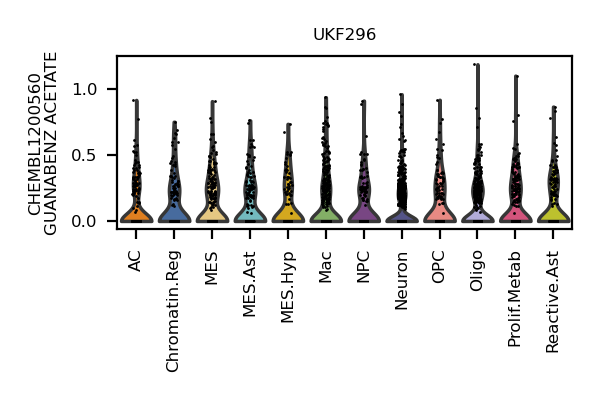 UKF296
CHEMBL1200560
GUANABENZ ACETATE
1.0
0.5
0.0
AC
Chromatin.Reg
MES
MES.Ast
MES.Hyp
Mac
NPC
Neuron
OPC
Oligo
Prolif.Metab
Reactive.Ast